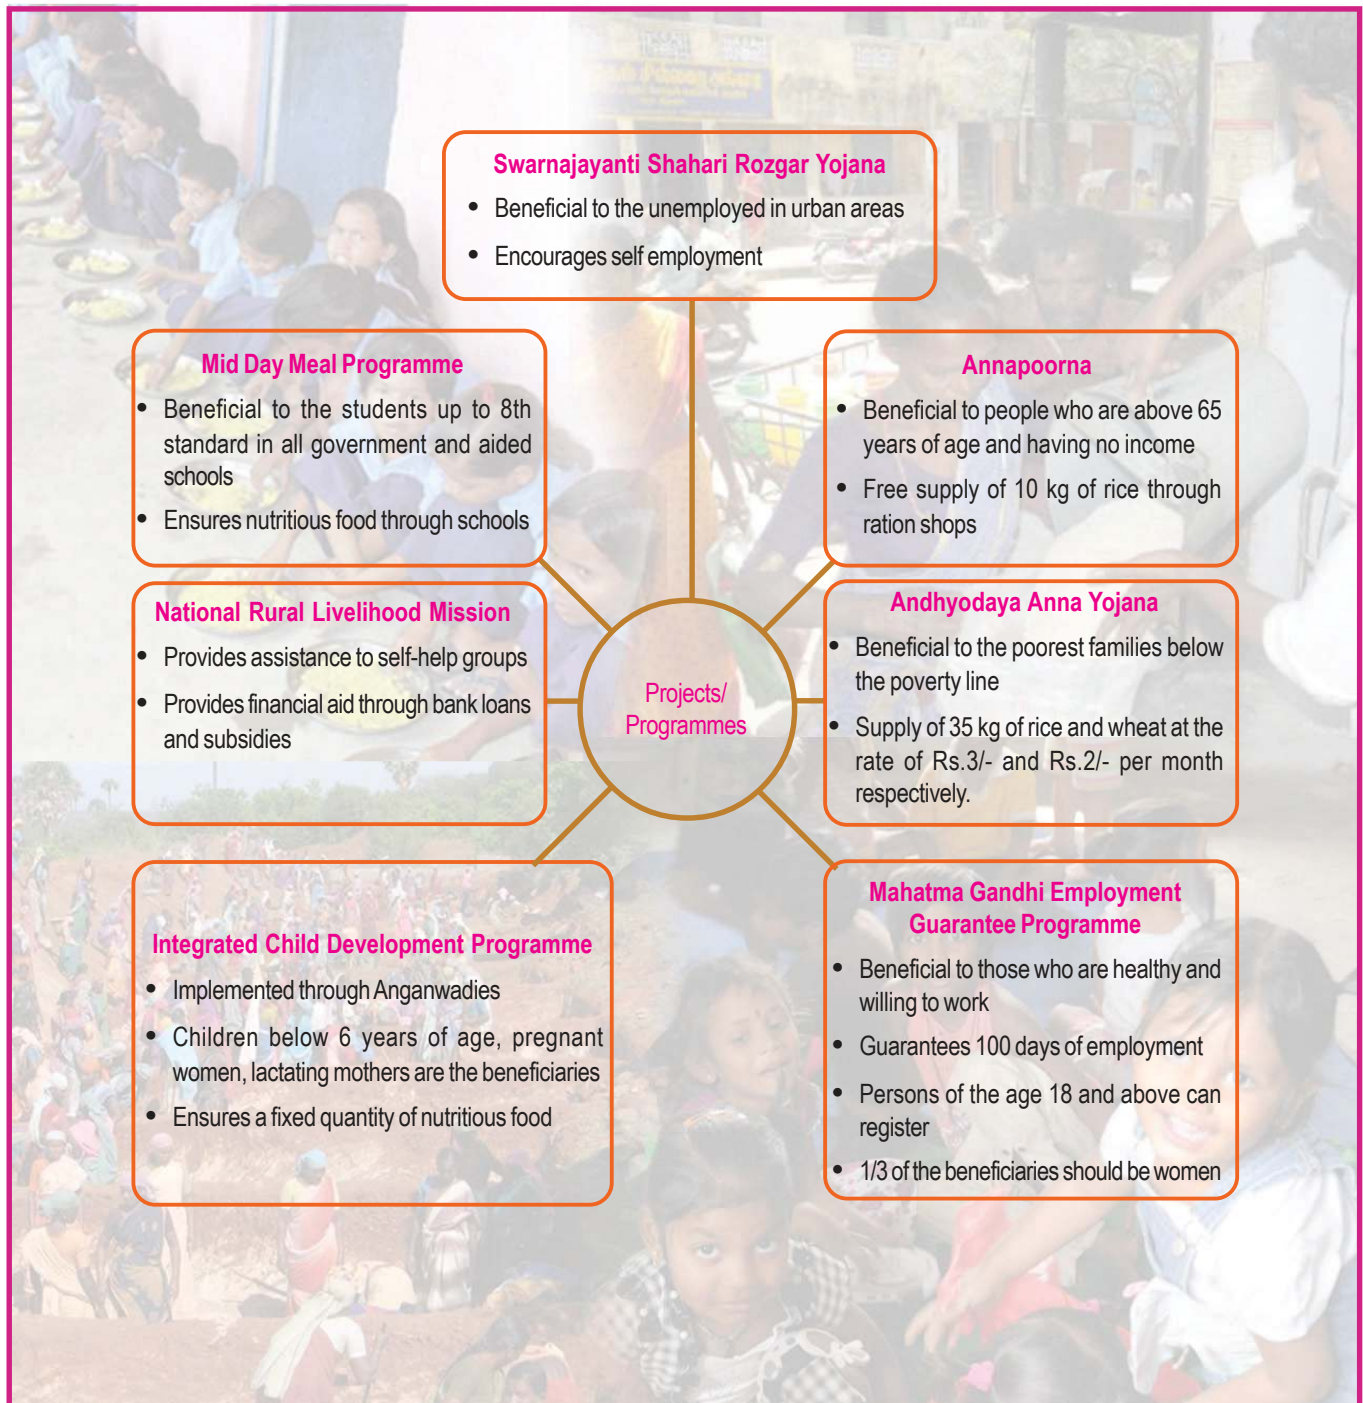 Swarnajayanti Shahari Rozgar Yojana
• Beneficial to the unemployed in urban areas
• Encourages self employment
Mid Day Meal Programme
• Beneficial to the students up to 8th
standard in all government and aided
schools
• Ensures nutritious food through schools
Annapoorna
• Beneficial to people who are above 65
years of age and having no income
• Free supply of 10 kg of rice through
ration shops
National Rural Livelihood Mission
• Provides assistance to self-help groups
• Provides financial aid through bank loans
and subsidies
Projects/
Programmes
Andhyodaya Anna Yojana
• Beneficial to the poorest families below
the poverty line
• Supply of 35 kg of rice and wheat at the
rate of Rs.3/- and Rs.2/- per month
respectively.
Integrated Child Development Programme
• Implemented through Anganwadies
• Children below 6 years of age, pregnant
women, lactating mothers are the beneficiaries
• Ensures a fixed quantity of nutritious food
Mahatma Gandhi Employment
Guarantee Programme
• Beneficial to those who are healthy and
willing to work
• Guarantees 100 days of employment
• Persons of the age 18 and above can
register
• 1/3 of the beneficiaries should be women